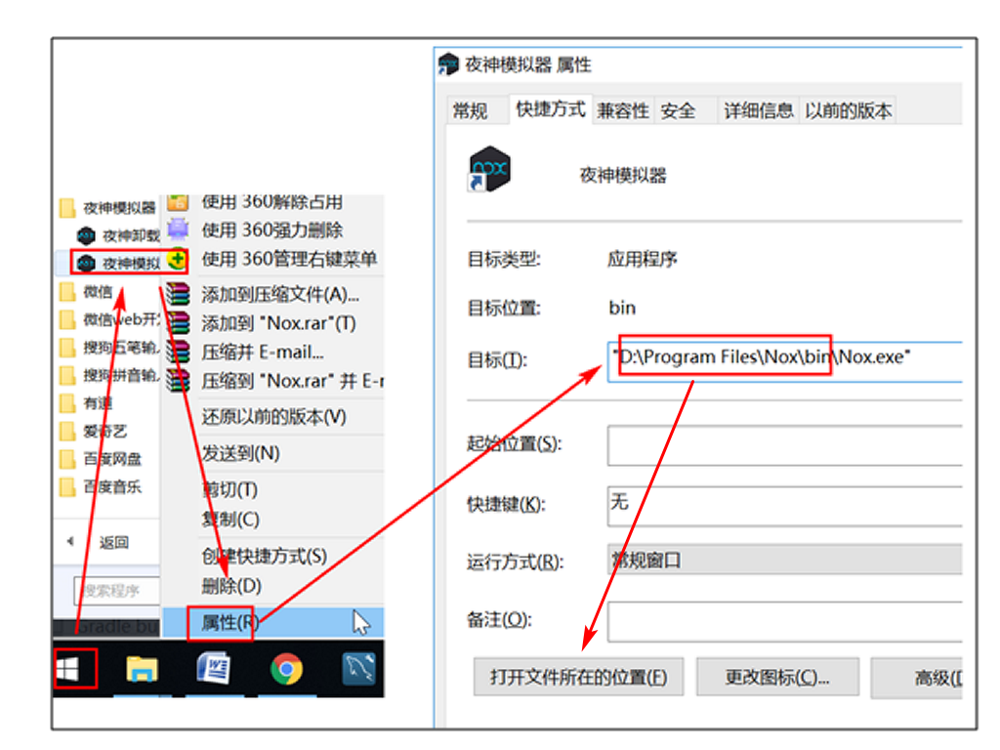 夜神模拟器
夜神卸载
夜神模拟
微信
微信web开
搜狗五笔输
搜狗拼音输
有道
爱奇艺
百度网盘
百度音乐
返回
搜索程序
Gradle bu
使用 360解除占用
使用 360强力删除
使用 360管理右键菜单
添加到压缩文件(A)...
添加到 "Nox.rar"(T)
压缩并 E-mail...
压缩到 "Nox.rar" 并 E-r
还原以前的版本(V)
发送到(N)
剪切(T)
复制(C)
创建快捷方式(S)
删除(D)
属性(R)
夜神模拟器 属性
常规 快捷方式 兼容性 安全 详细信息 以前的版本
nox
夜神模拟器
目标类型: 应用程序
目标位置: bin
目标(T): "D:\Program Files\Nox\bin\Nox.exe"
起始位置(S):
快捷键(K): 无
运行方式(R): 常规窗口
备注(O):
打开文件所在的位置(F) 更改图标(C)... 高级(D